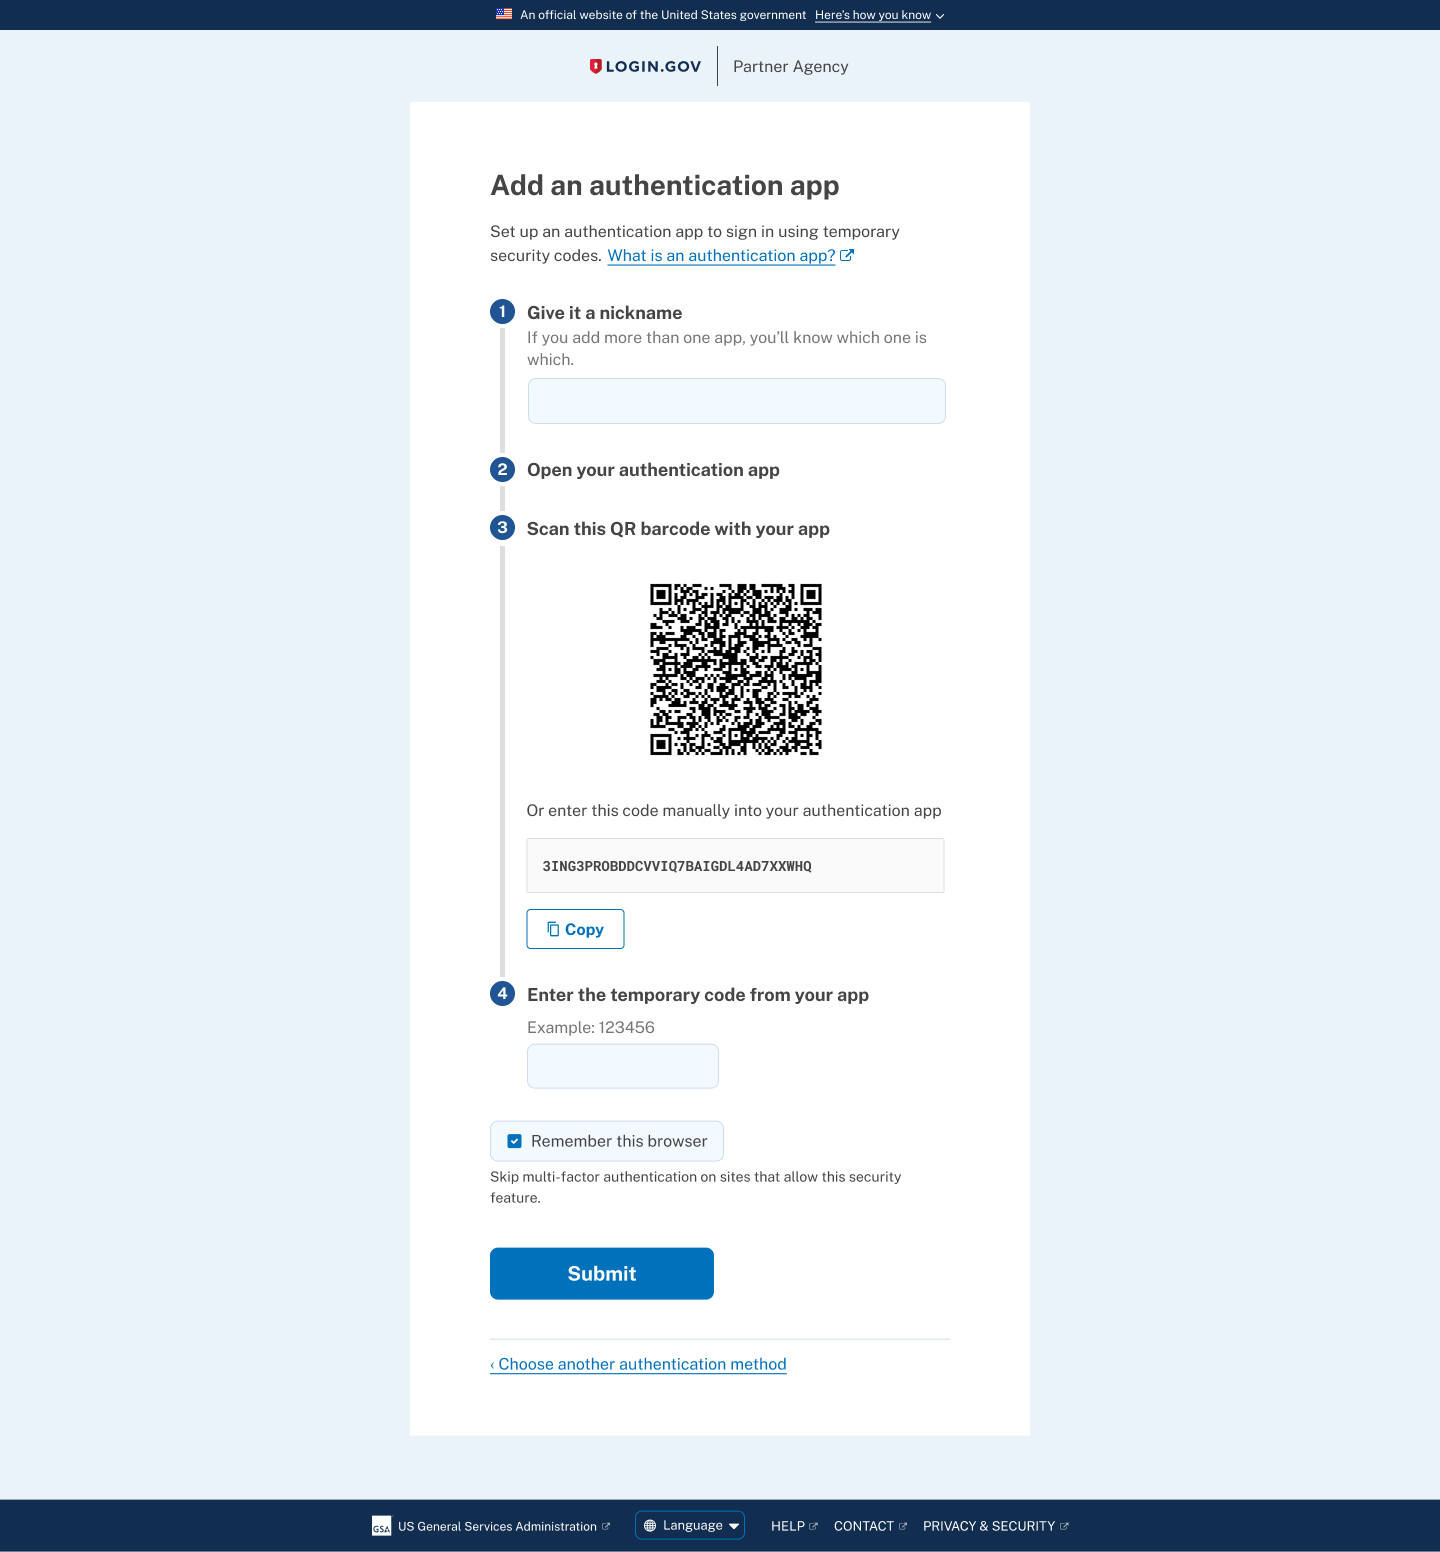 An official website of the United States government Here's how you know
LOGIN.GOV Partner Agency
Add an authentication app
Set up an authentication app to sign in using temporary
security codes. What is an authentication app?
1 Give it a nickname
If you add more than one app, you'll know which one is
which.
2 Open your authentication app
3 Scan this QR barcode with your app
Or enter this code manually into your authentication app
3ING3PROBDDCVVIQ7BAIGDL4AD7XXWHQ
Copy
4 Enter the temporary code from your app
Example: 123456
Remember this browser
Skip multi-factor authentication on sites that allow this security
feature.
Submit
‹ Choose another authentication method
GSA US General Services Administration Language HELP CONTACT PRIVACY & SECURITY